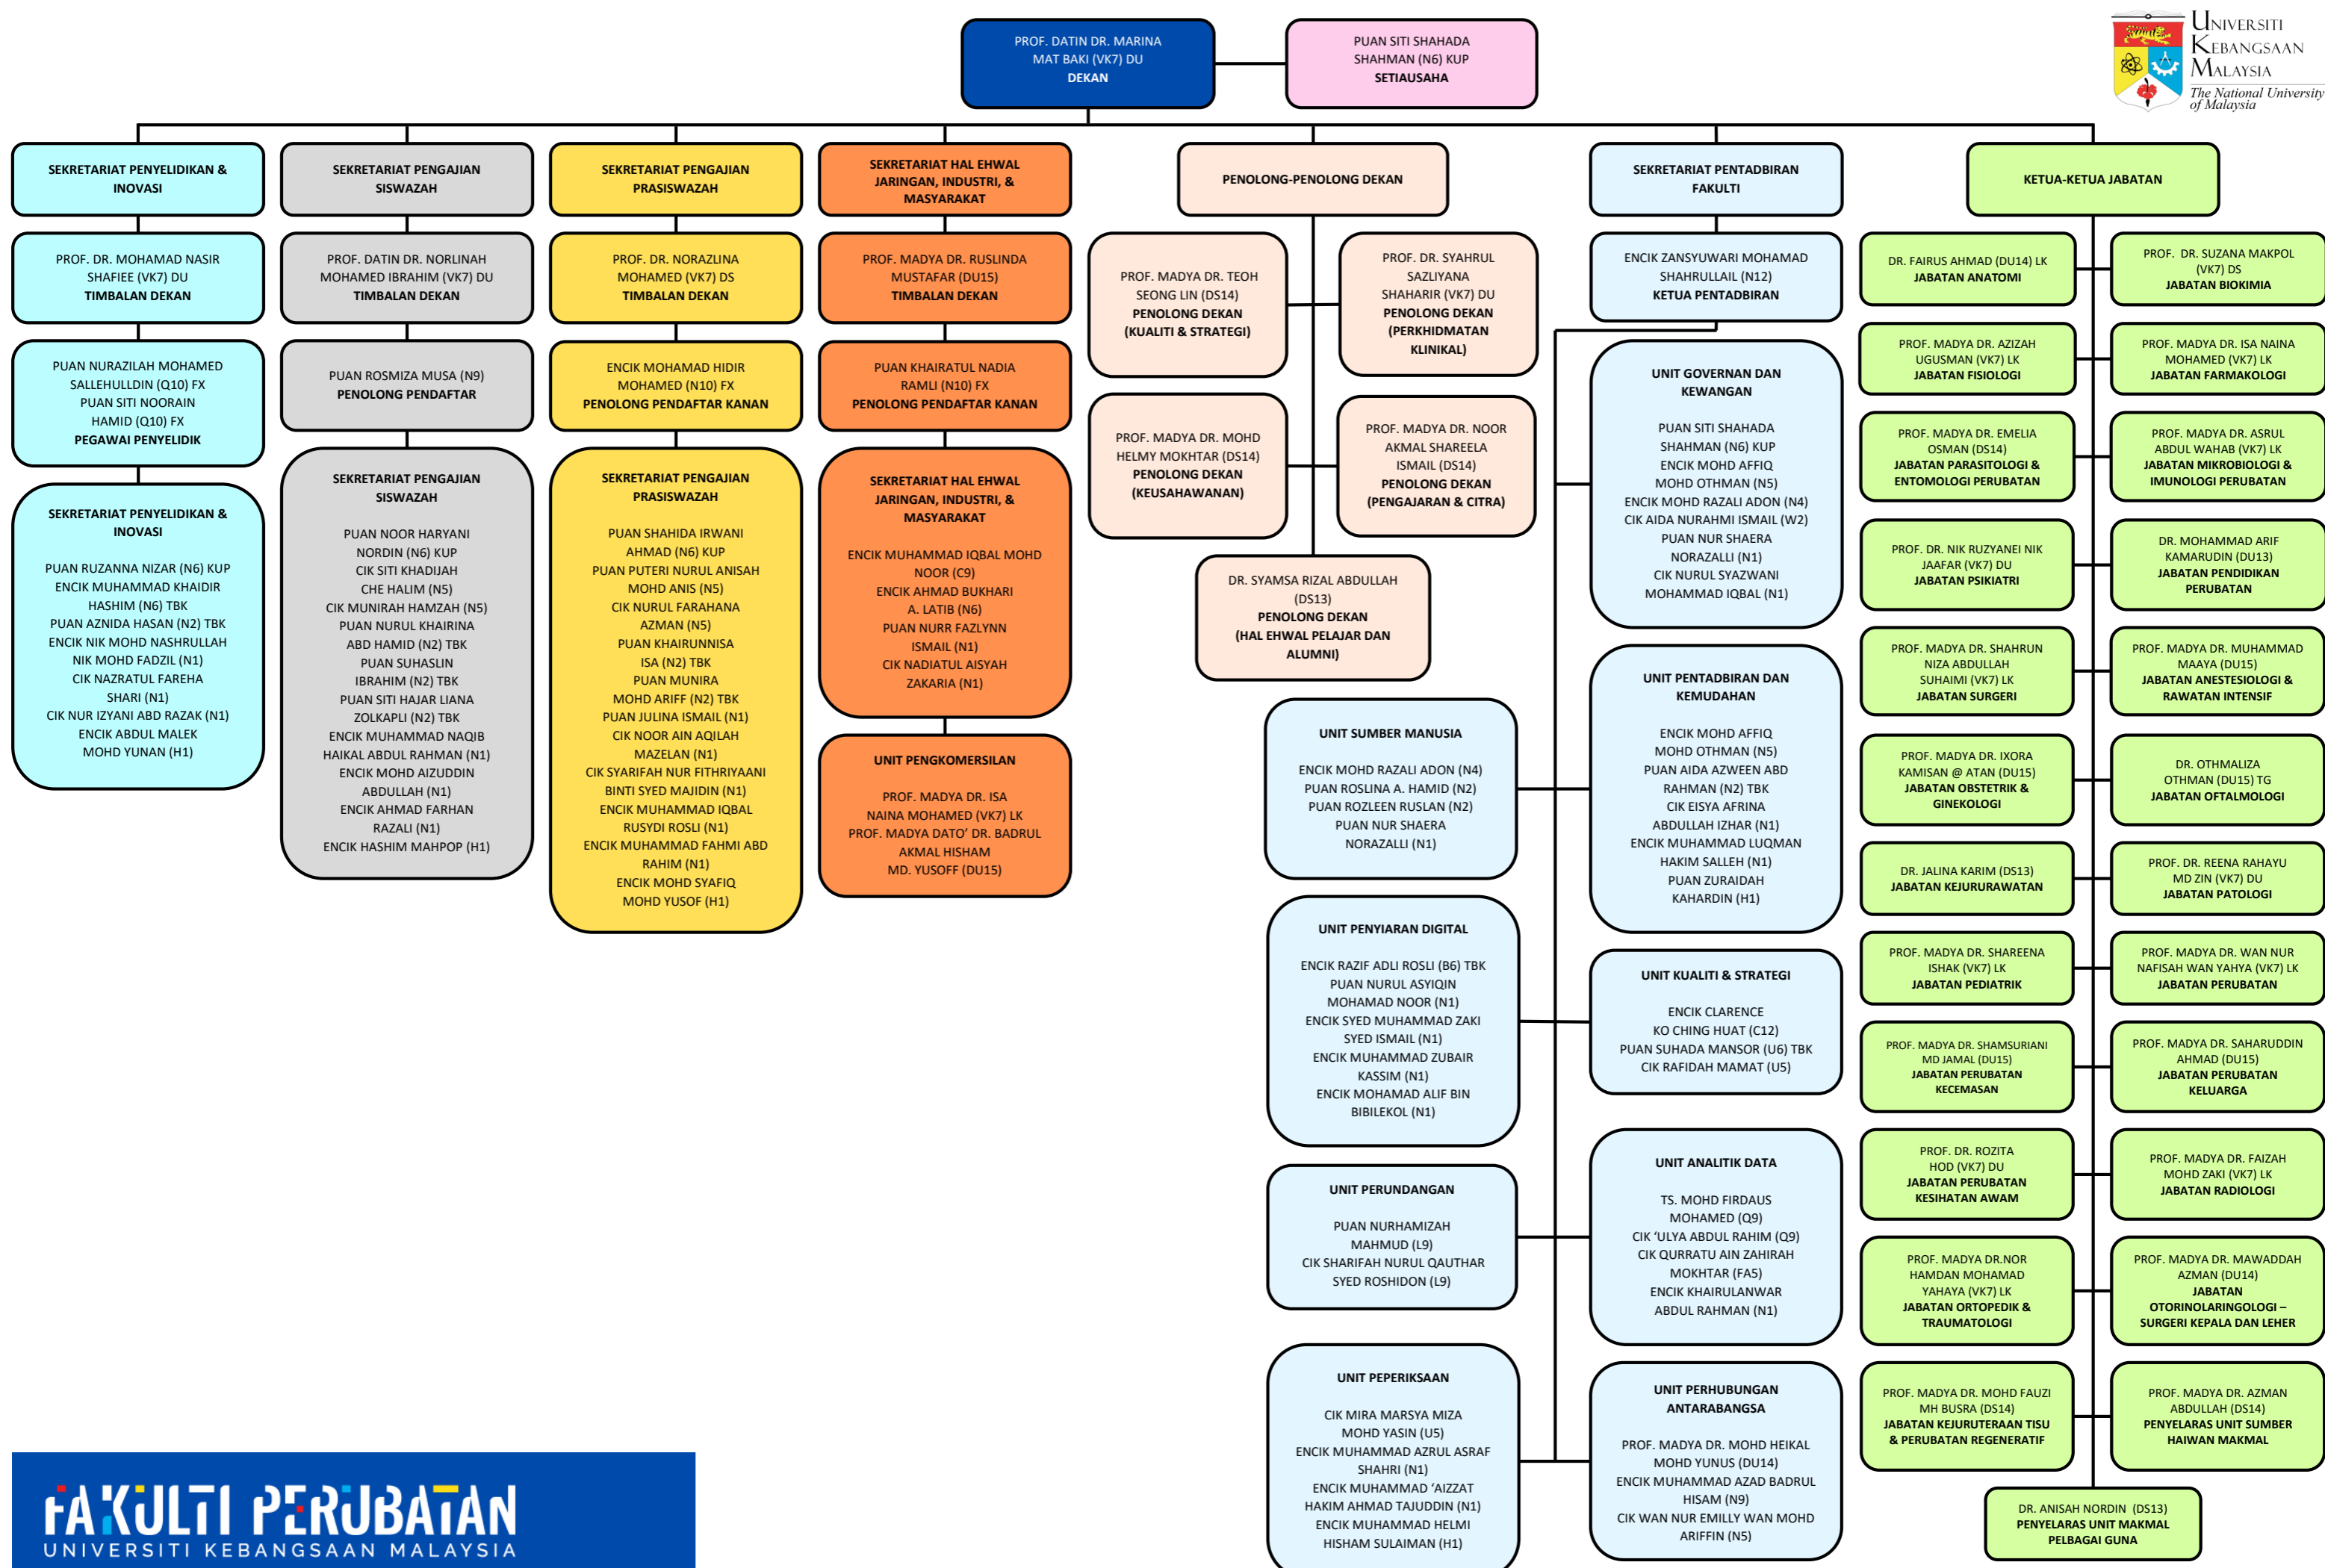 PROF. DATIN DR. MARINA
MAT BAKI (VK7) DU
DEKAN
PUAN SITI SHAHADA
SHAHMAN (N6) KUP
SETIAUSAHA
UNIVERSITI
KEBANGSAAN
MALAYSIA
The National University
of Malaysia
SEKRETARIAT PENYELIDIKAN &
INOVASI
PROF. DR. MOHAMAD NASIR
SHAFIEE (VK7) DU
TIMBALAN DEKAN
PUAN NURAZILAH MOHAMED
SALLEHULLDIN (Q10) FX
PUAN SITI NOORAIN
HAMID (Q10) FX
PEGAWAI PENYELIDIK
SEKRETARIAT PENYELIDIKAN &
INOVASI
PUAN RUZANNA NIZAR (N6) KUP
ENCIK MUHAMMAD KHAIDIR
HASHIM (N6) TBK
PUAN AZNIDA HASAN (N2) TBK
ENCIK NIK MOHD NASHRULLAH
NIK MOHD FADZIL (N1)
CIK NAZRATUL FAREHA
SHARI (N1)
CIK NUR IZYANI ABD RAZAK (N1)
ENCIK ABDUL MALEK
MOHD YUNAN (H1)
SEKRETARIAT PENGAJIAN
SISWAZAH
PROF. DATIN DR. NORLINAH
MOHAMED IBRAHIM (VK7) DU
TIMBALAN DEKAN
PUAN ROSMIZA MUSA (N9)
PENOLONG PENDAFTAR
SEKRETARIAT PENGAJIAN
SISWAZAH
PUAN NOOR HARYANI
NORDIN (N6) KUP
CIK SITI KHADIJAH
CHE HALIM (N5)
CIK MUNIRAH HAMZAH (N5)
PUAN NURUL KHAIRINA
ABD HAMID (N2) TBK
PUAN SUHASLIN
IBRAHIM (N2) TBK
PUAN SITI HAJAR LIANA
ZOLKAPLI (N2) TBK
ENCIK MUHAMMAD NAQIB
HAIKAL ABDUL RAHMAN (N1)
ENCIK MOHD AIZUDDIN
ABDULLAH (N1)
ENCIK AHMAD FARHAN
RAZALI (N1)
ENCIK HASHIM MAHPOP (H1)
SEKRETARIAT PENGAJIAN
PRASISWAZAH
PROF. DR. NORAZLINA
MOHAMED (VK7) DS
TIMBALAN DEKAN
ENCIK MOHAMAD HIDIR
MOHAMED (N10) FX
PENOLONG PENDAFTAR KANAN
SEKRETARIAT PENGAJIAN
PRASISWAZAH
PUAN SHAHIDA IRWANI
AHMAD (N6) KUP
PUAN PUTERI NURUL ANISAH
MOHD ANIS (N5)
CIK NURUL FARAHANA
AZMAN (N5)
PUAN KHAIRUNNISA
ISA (N2) TBK
PUAN MUNIRA
MOHD ARIFF (N2) TBK
PUAN JULINA ISMAIL (N1)
CIK NOOR AIN AQILAH
MAZELAN (N1)
CIK SYARIFAH NUR FITHRIYAANI
BINTI SYED MAJIDIN (N1)
ENCIK MUHAMMAD IQBAL
RUSYDI ROSLI (N1)
ENCIK MUHAMMAD FAHMI ABD
RAHIM (N1)
ENCIK MOHD SYAFIQ
MOHD YUSOF (H1)
SEKRETARIAT HAL EHWAL
JARINGAN, INDUSTRI, &
MASYARAKAT
PROF. MADYA DR. RUSLINDA
MUSTAFAR (DU15)
TIMBALAN DEKAN
PUAN KHAIRATUL NADIA
RAMLI (N10) FX
PENOLONG PENDAFTAR KANAN
SEKRETARIAT HAL EHWAL
JARINGAN, INDUSTRI, &
MASYARAKAT
ENCIK MUHAMMAD IQBAL MOHD
NOOR (C9)
ENCIK AHMAD BUKHARI
A. LATIB (N6)
PUAN NURR FAZLYNN
ISMAIL (N1)
CIK NADIATUL AISYAH
ZAKARIA (N1)
UNIT PENGKOMERSILAN
PROF. MADYA DR. ISA
NAINA MOHAMED (VK7) LK
PROF. MADYA DATO’ DR. BADRUL
AKMAL HISHAM
MD. YUSOFF (DU15)
PENOLONG-PENOLONG DEKAN
PROF. MADYA DR. TEOH
SEONG LIN (DS14)
PENOLONG DEKAN
(KUALITI & STRATEGI)
PROF. DR. SYAHRUL
SAZLIYANA
SHAHARIR (VK7) DU
PENOLONG DEKAN
(PERKHIDMATAN
KLINIKAL)
PROF. MADYA DR. MOHD
HELMY MOKHTAR (DS14)
PENOLONG DEKAN
(KEUSAHAWANAN)
PROF. MADYA DR. NOOR
AKMAL SHAREELA
ISMAIL (DS14)
PENOLONG DEKAN
(PENGAJARAN & CITRA)
DR. SYAMSA RIZAL ABDULLAH
(DS13)
PENOLONG DEKAN
(HAL EHWAL PELAJAR DAN
ALUMNI)
SEKRETARIAT PENTADBIRAN
FAKULTI
ENCIK ZANSYUWARI MOHAMAD
SHAHRULLAIL (N12)
KETUA PENTADBIRAN
UNIT GOVERNAN DAN
KEWANGAN
PUAN SITI SHAHADA
SHAHMAN (N6) KUP
ENCIK MOHD AFFIQ
MOHD OTHMAN (N5)
ENCIK MOHD RAZALI ADON (N4)
CIK AIDA NURAHMI ISMAIL (W2)
PUAN NUR SHAERA
NORAZALLI (N1)
CIK NURUL SYAZWANI
MOHAMMAD IQBAL (N1)
UNIT SUMBER MANUSIA
ENCIK MOHD RAZALI ADON (N4)
PUAN ROSLINA A. HAMID (N2)
PUAN ROZLEEN RUSLAN (N2)
PUAN NUR SHAERA
NORAZALLI (N1)
UNIT PENTADBIRAN DAN
KEMUDAHAN
ENCIK MOHD AFFIQ
MOHD OTHMAN (N5)
PUAN AIDA AZWEEN ABD
RAHMAN (N2) TBK
CIK EISYA AFRINA
ABDULLAH IZHAR (N1)
ENCIK MUHAMMAD LUQMAN
HAKIM SALLEH (N1)
PUAN ZURAIDAH
KAHARDIN (H1)
UNIT PENYIARAN DIGITAL
ENCIK RAZIF ADLI ROSLI (B6) TBK
PUAN NURUL ASYIQIN
MOHAMAD NOOR (N1)
ENCIK SYED MUHAMMAD ZAKI
SYED ISMAIL (N1)
ENCIK MUHAMMAD ZUBAIR
KASSIM (N1)
ENCIK MOHAMAD ALIF BIN
BIBILEKOL (N1)
UNIT KUALITI & STRATEGI
ENCIK CLARENCE
KO CHING HUAT (C12)
PUAN SUHADA MANSOR (U6) TBK
CIK RAFIDAH MAMAT (U5)
UNIT PERUNDANGAN
PUAN NURHAMIZAH
MAHMUD (L9)
CIK SHARIFAH NURUL QAUTHAR
SYED ROSHIDON (L9)
UNIT ANALITIK DATA
TS. MOHD FIRDAUS
MOHAMED (Q9)
CIK ‘ULYA ABDUL RAHIM (Q9)
CIK QURRATU AIN ZAHIRAH
MOKHTAR (FA5)
ENCIK KHAIRULANWAR
ABDUL RAHMAN (N1)
UNIT PEPERIKSAAN
CIK MIRA MARSYA MIZA
MOHD YASIN (U5)
ENCIK MUHAMMAD AZRUL ASRAF
SHAHRI (N1)
ENCIK MUHAMMAD ‘AIZZAT
HAKIM AHMAD TAJUDDIN (N1)
ENCIK MUHAMMAD HELMI
HISHAM SULAIMAN (H1)
UNIT PERHUBUNGAN
ANTARABANGSA
PROF. MADYA DR. MOHD HEIKAL
MOHD YUNUS (DU14)
ENCIK MUHAMMAD AZAD BADRUL
HISAM (N9)
CIK WAN NUR EMILLY WAN MOHD
ARIFFIN (N5)
KETUA-KETUA JABATAN
DR. FAIRUS AHMAD (DU14) LK
JABATAN ANATOMI
PROF. DR. SUZANA MAKPOL
(VK7) DS
JABATAN BIOKIMIA
PROF. MADYA DR. AZIZAH
UGUSMAN (VK7) LK
JABATAN FISIOLOGI
PROF. MADYA DR. ISA NAINA
MOHAMED (VK7) LK
JABATAN FARMAKOLOGI
PROF. MADYA DR. EMELIA
OSMAN (DS14)
JABATAN PARASITOLOGI &
ENTOMOLOGI PERUBATAN
PROF. MADYA DR. ASRUL
ABDUL WAHAB (VK7) LK
JABATAN MIKROBIOLOGI &
IMUNOLOGI PERUBATAN
PROF. DR. NIK RUZYANEI NIK
JAAFAR (VK7) DU
JABATAN PSIKIATRI
DR. MOHAMMAD ARIF
KAMARUDIN (DU13)
JABATAN PENDIDIKAN
PERUBATAN
PROF. MADYA DR. SHAHRUN
NIZA ABDULLAH
SUHAIMI (VK7) LK
JABATAN SURGERI
PROF. MADYA DR. MUHAMMAD
MAAYA (DU15)
JABATAN ANESTESIOLOGI &
RAWATAN INTENSIF
PROF. MADYA DR. IXORA
KAMISAN @ ATAN (DU15)
JABATAN OBSTETRIK &
GINEKOLOGI
DR. OTHMALIZA
OTHMAN (DU15) TG
JABATAN OFTALMOLOGI
DR. JALINA KARIM (DS13)
JABATAN KEJURURAWATAN
PROF. DR. REENA RAHAYU
MD ZIN (VK7) DU
JABATAN PATOLOGI
PROF. MADYA DR. SHAREENA
ISHAK (VK7) LK
JABATAN PEDIATRIK
PROF. MADYA DR. WAN NUR
NAFISAH WAN YAHYA (VK7) LK
JABATAN PERUBATAN
PROF. MADYA DR. SHAMSURIANI
MD JAMAL (DU15)
JABATAN PERUBATAN
KECEMASAN
PROF. MADYA DR. SAHARUDDIN
AHMAD (DU15)
JABATAN PERUBATAN
KELUARGA
PROF. DR. ROZITA
HOD (VK7) DU
JABATAN PERUBATAN
KESIHATAN AWAM
PROF. MADYA DR. FAIZAH
MOHD ZAKI (VK7) LK
JABATAN RADIOLOGI
PROF. MADYA DR.NOR
HAMDAN MOHAMAD
YAHAYA (VK7) LK
JABATAN ORTOPEDIK &
TRAUMATOLOGI
PROF. MADYA DR. MAWADDAH
AZMAN (DU14)
JABATAN
OTORINOLARINGOLOGI –
SURGERI KEPALA DAN LEHER
PROF. MADYA DR. MOHD FAUZI
MH BUSRA (DS14)
JABATAN KEJURUTERAAN TISU
& PERUBATAN REGENERATIF
PROF. MADYA DR. AZMAN
ABDULLAH (DS14)
PENYELARAS UNIT SUMBER
HAIWAN MAKMAL
DR. ANISAH NORDIN (DS13)
PENYELARAS UNIT MAKMAL
PELBAGAI GUNA
FAKULTI PERUBATAN
UNIVERSITI KEBANGSAAN MALAYSIA